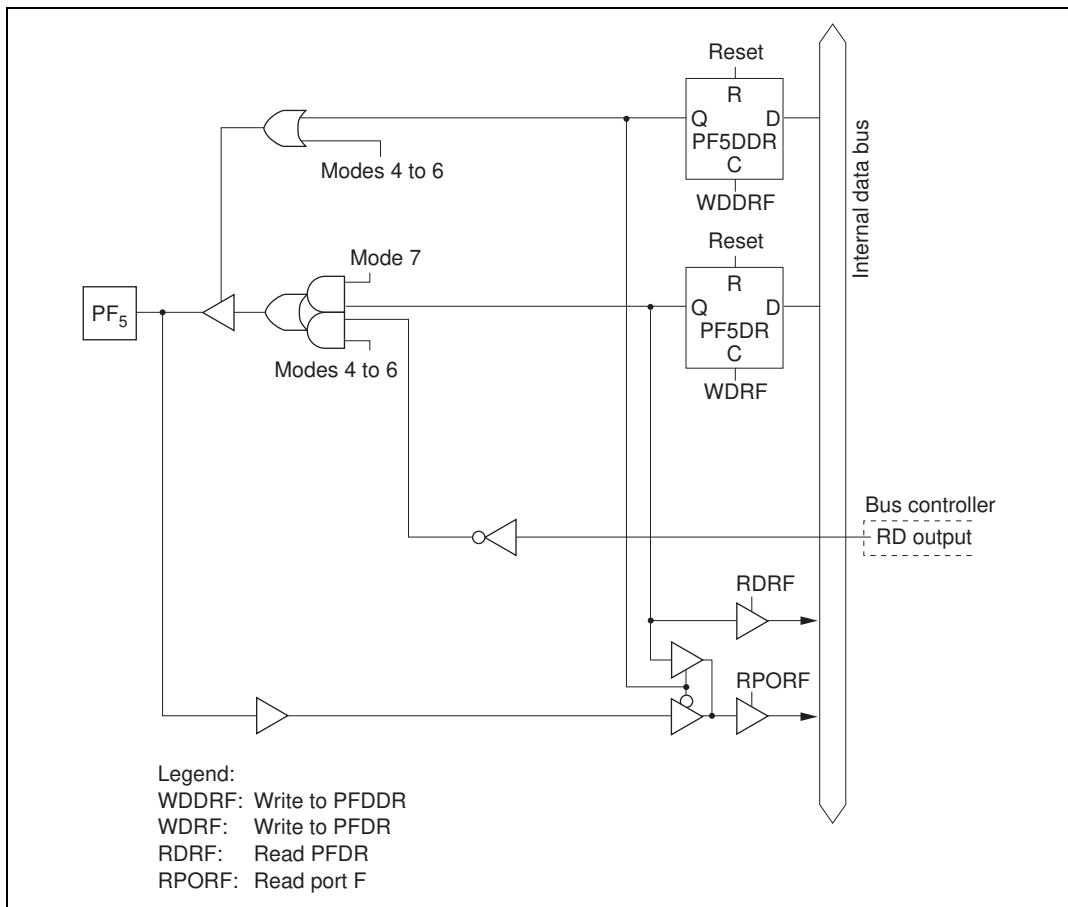 Reset
R
Q D
PF5DDR
C
WDDRF
Modes 4 to 6
Internal data bus
Reset
Mode 7
R
Q D
PF5DR
C
WDRF
PF5
Modes 4 to 6
Bus controller
RD output
RDRF
RPORF
Legend:
WDDRF: Write to PFDDR
WDRF: Write to PFDR
RDRF: Read PFDR
RPORF: Read port F